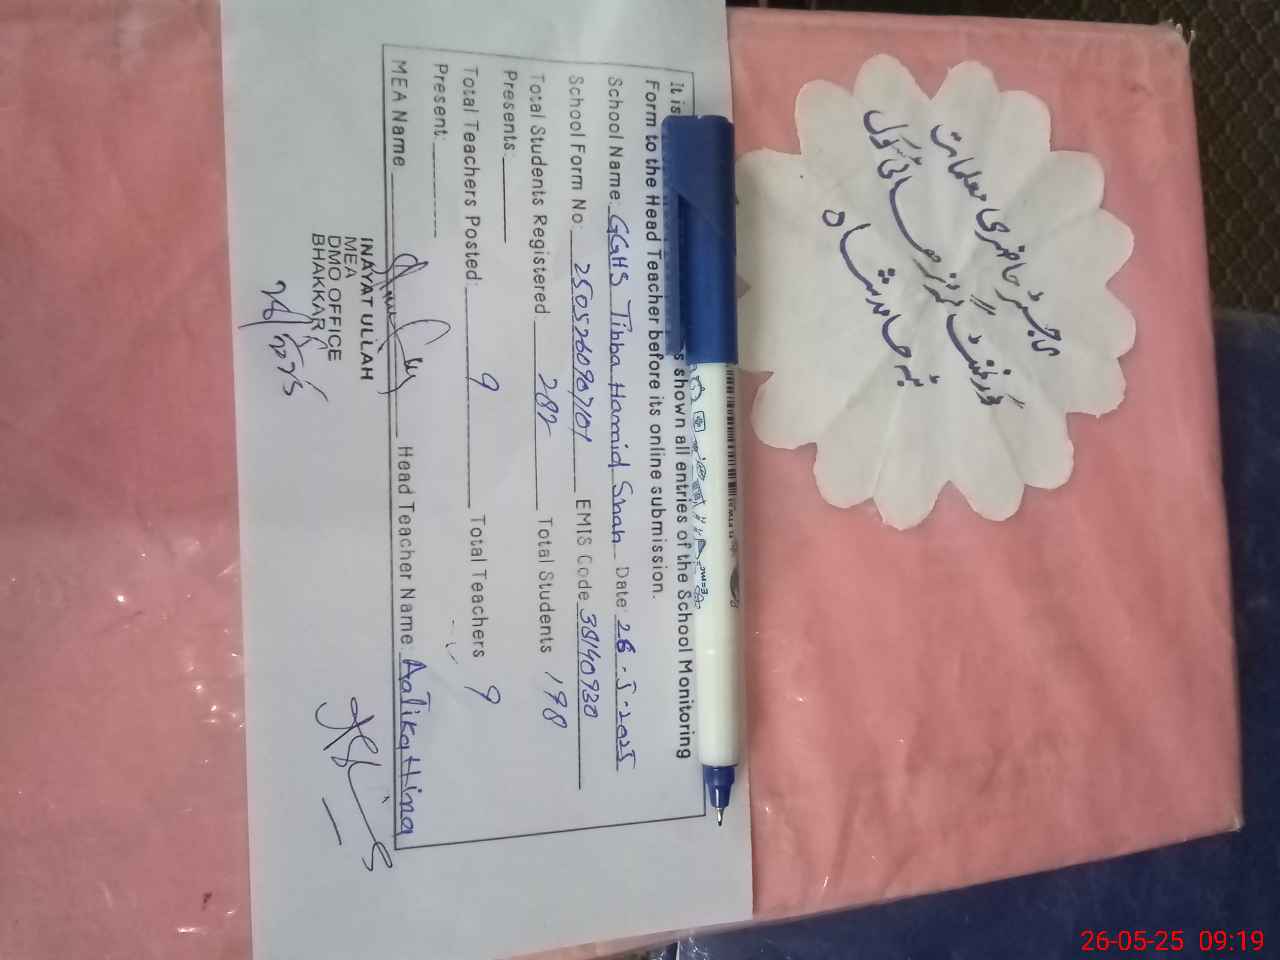 رجسٹر حاضری معلمات
گورنمنٹ گرلز ہائی سکول
ٹبہ حامد شاہ
It is
s shown all entries of the School Monitoring
Form to the Head Teacher before its online submission.
School Name: GGHS Tibba Hamid Shah Date: 26.5.2025
School Form No: 2505260907101 EMIS Code 38140920
Total Students Registered: 287 Total Students 198
Presents:
Total Teachers Posted: 9 Total Teachers 9
Present:
MEA Name Head Teacher Name: Aatika Hina
INAYAT ULLAH
MEA
DMO OFFICE
BHAKKAR
26-05-25 09:19